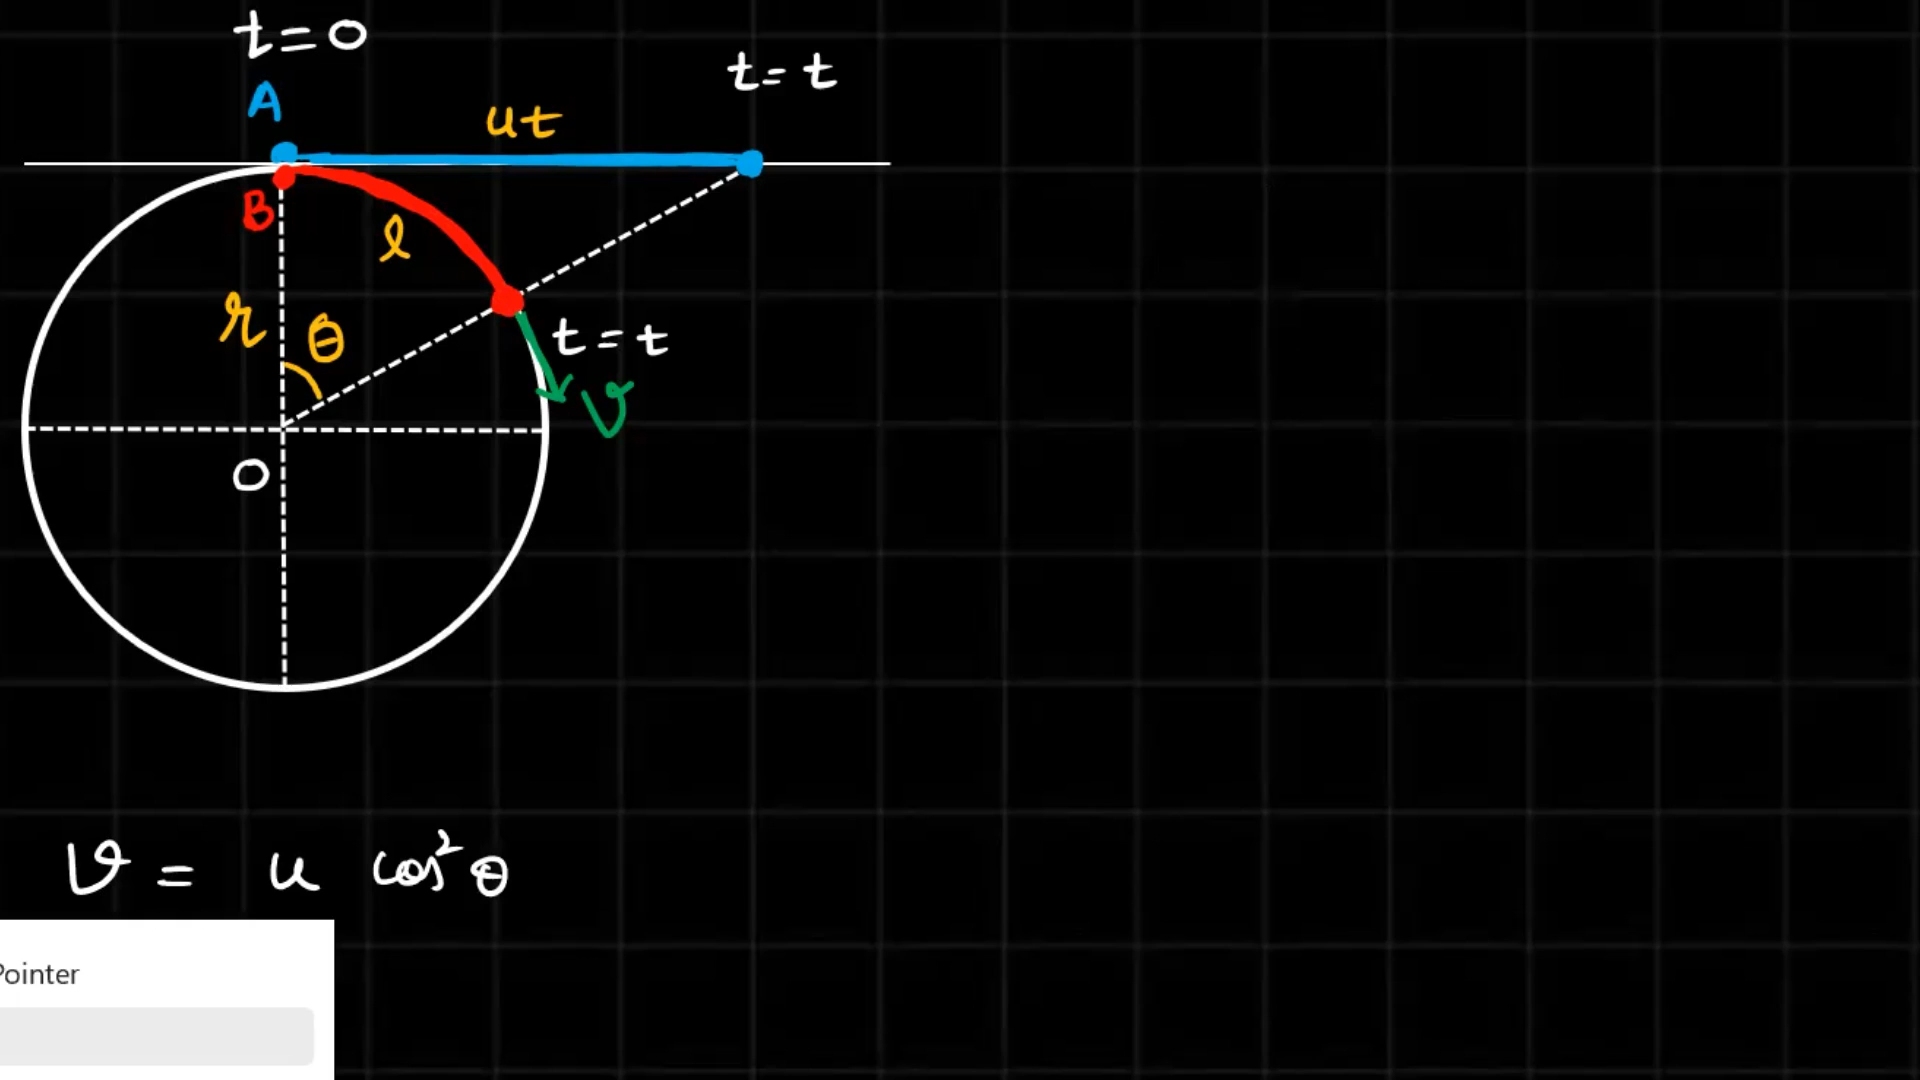 t=0
t=t
A
ut
B
l
r
θ
t=t
v
O
v = u cos²θ
Pointer